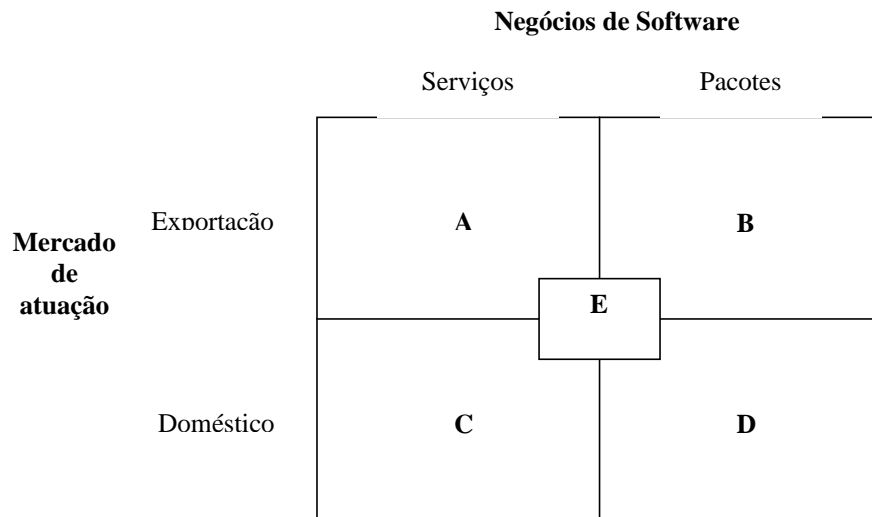 Negócios de Software
Serviços
Pacotes
Exportação
A
B
Mercado
de
atuação
E
Doméstico
C
D